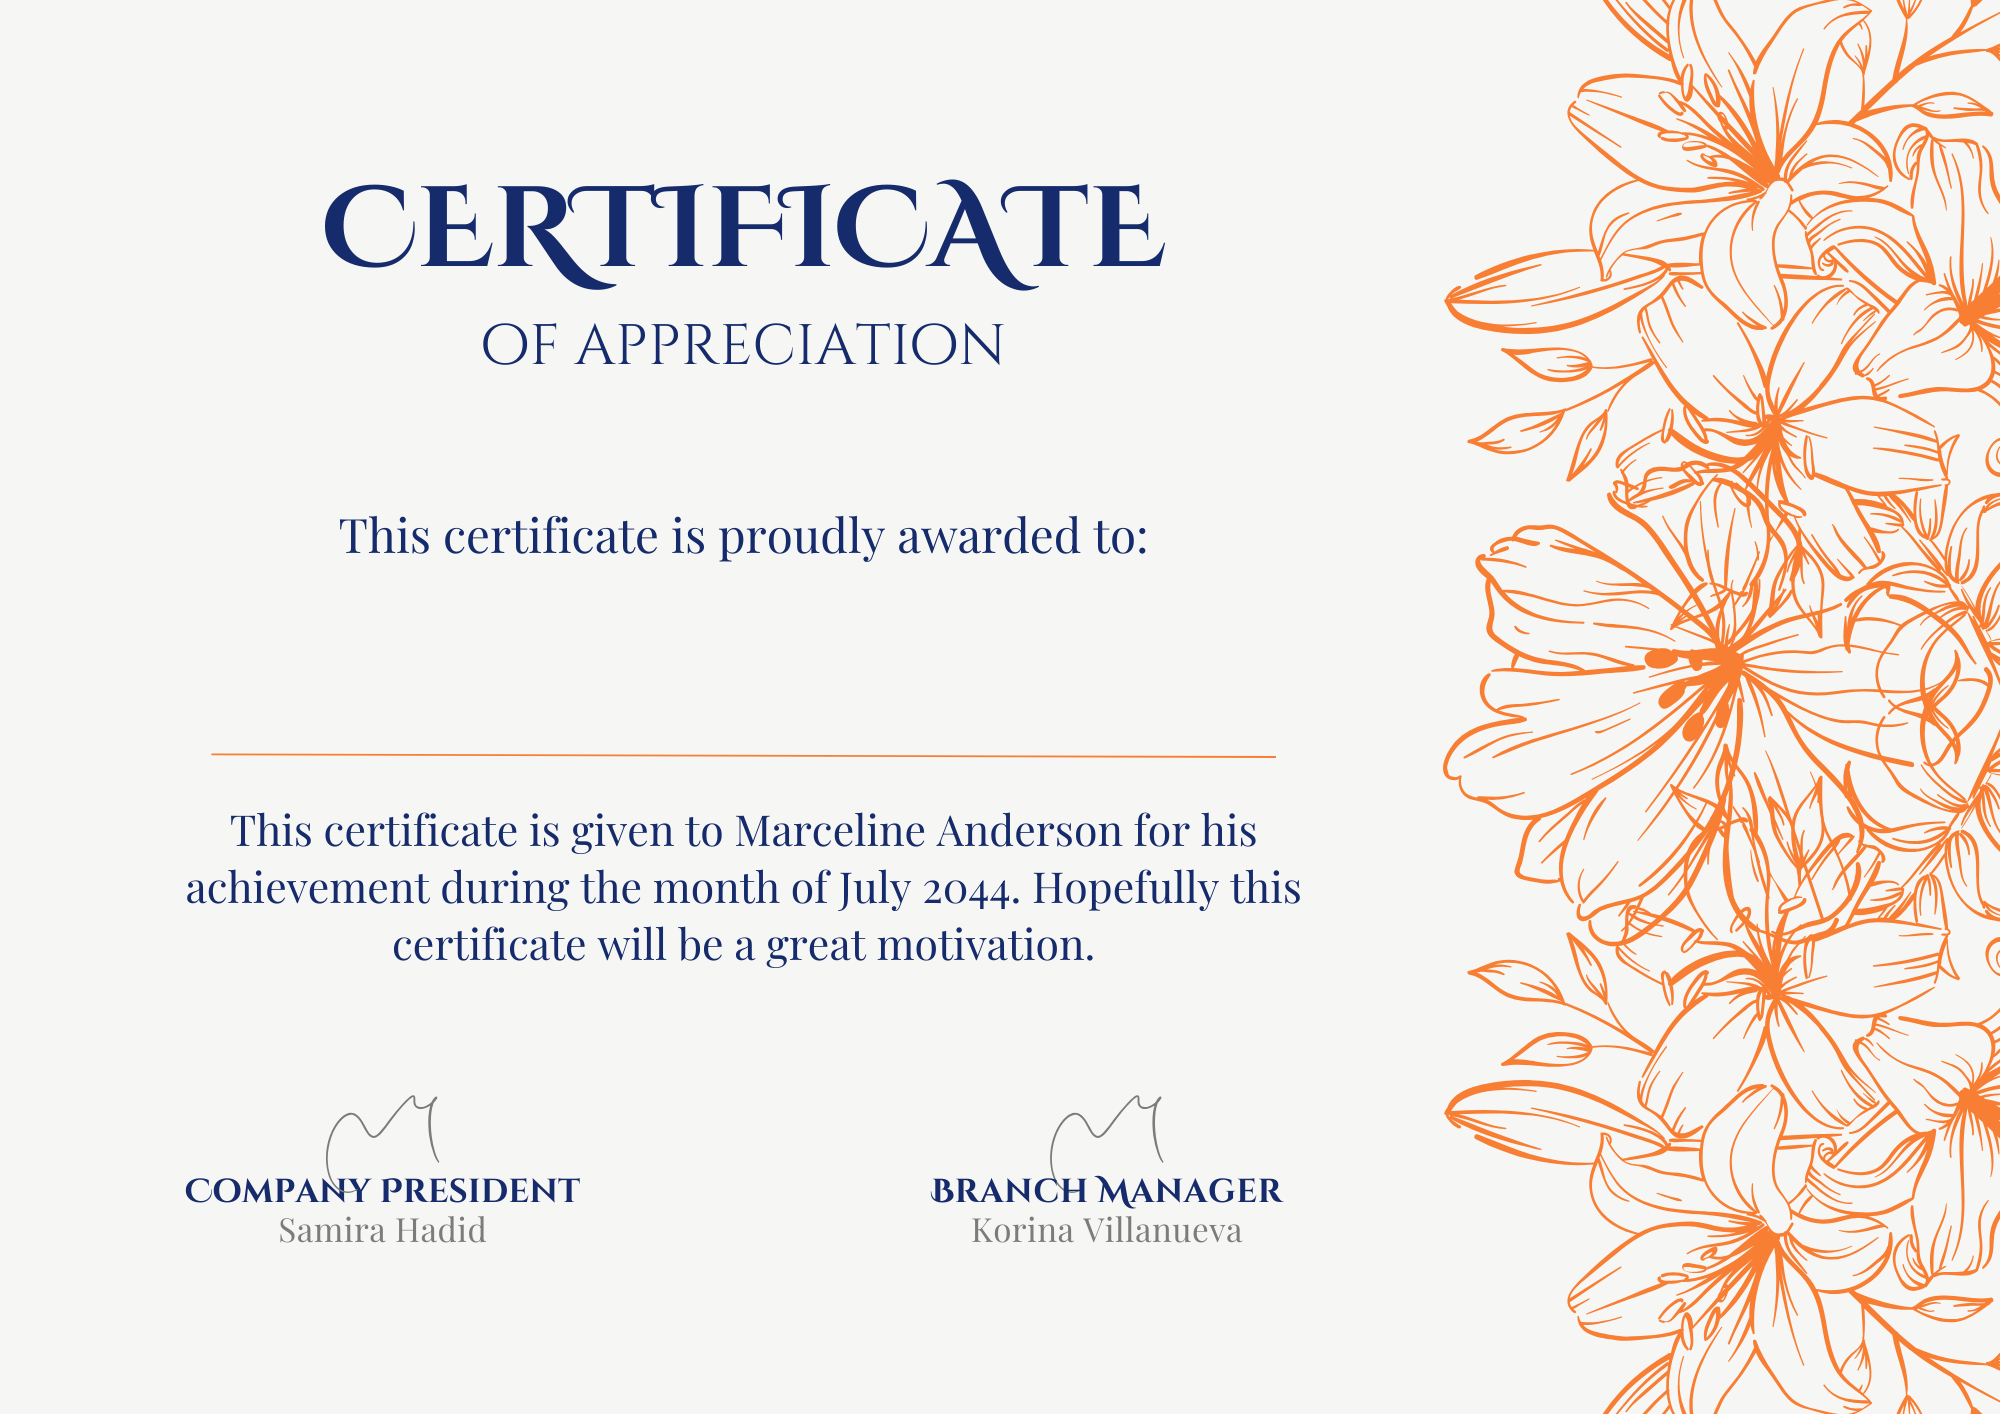 CERTIFICATE
OF APPRECIATION
This certificate is proudly awarded to:
This certificate is given to Marceline Anderson for his
achievement during the month of July 2044. Hopefully this
certificate will be a great motivation.
COMPANY PRESIDENT
Samira Hadid
BRANCH MANAGER
Korina Villanueva